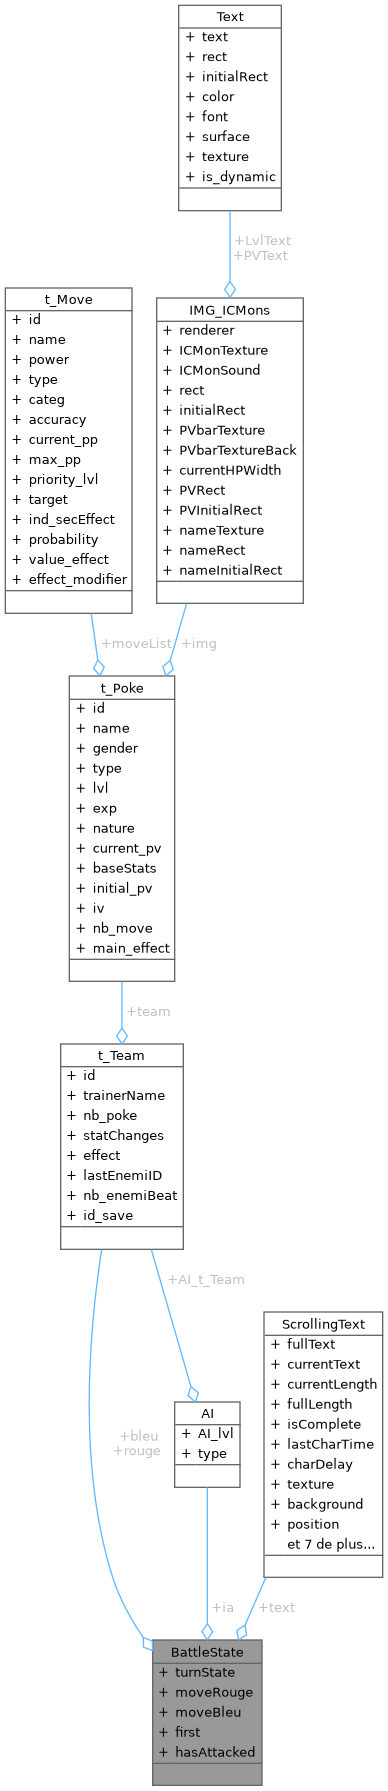 Text
+ text
+ rect
+ initialRect
+ color
+ font
+ surface
+ texture
+ is_dynamic
+LvlText
+PVText
t_Move
+ id
+ name
+ power
+ type
+ categ
+ accuracy
+ current_pp
+ max_pp
+ priority_lvl
+ target
+ ind_secEffect
+ probability
+ value_effect
+ effect_modifier
IMG_ICMons
+ renderer
+ ICMonTexture
+ ICMonSound
+ rect
+ initialRect
+ PVbarTexture
+ PVbarTextureBack
+ currentHPWidth
+ PVRect
+ PVInitialRect
+ nameTexture
+ nameRect
+ nameInitialRect
+moveList
+img
t_Poke
+ id
+ name
+ gender
+ type
+ lvl
+ exp
+ nature
+ current_pv
+ baseStats
+ initial_pv
+ iv
+ nb_move
+ main_effect
+team
t_Team
+ id
+ trainerName
+ nb_poke
+ statChanges
+ effect
+ lastEnemiID
+ nb_enemiBeat
+ id_save
+AI_t_Team
ScrollingText
+ fullText
+ currentText
+ currentLength
+ fullLength
+ isComplete
+ lastCharTime
+ charDelay
+ texture
+ background
+ position
et 7 de plus...
AI
+ AI_lvl
+ type
+bleu
+rouge
+ia
+text
BattleState
+ turnState
+ moveRouge
+ moveBleu
+ first
+ hasAttacked